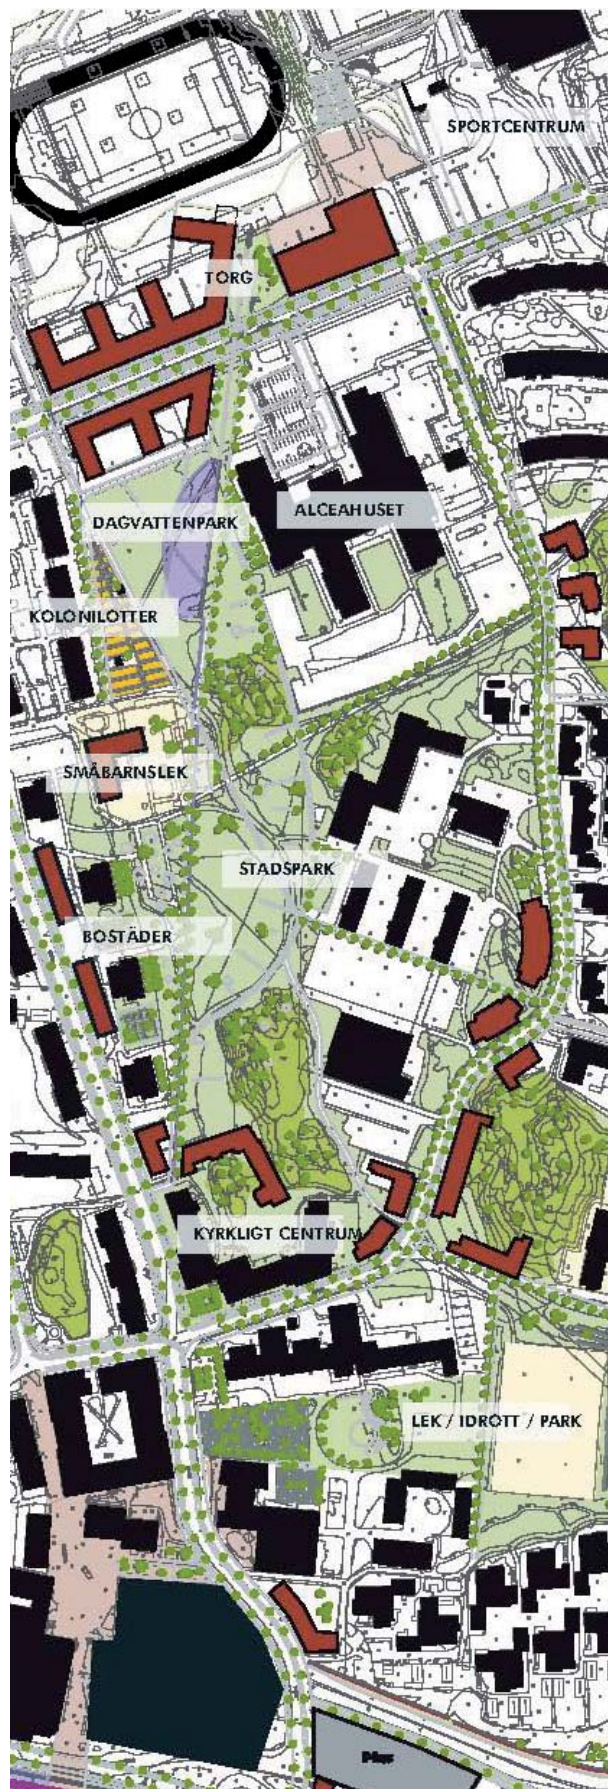 SPORTCENTRUM
TORG
ALCEAHUSET
DAGVATTENPARK
KOLONILOTTER
SMÅBARNSLEK
STADSPARK
BOSTÄDER
KYRKLIGT CENTRUM
LEK / IDROTT / PARK